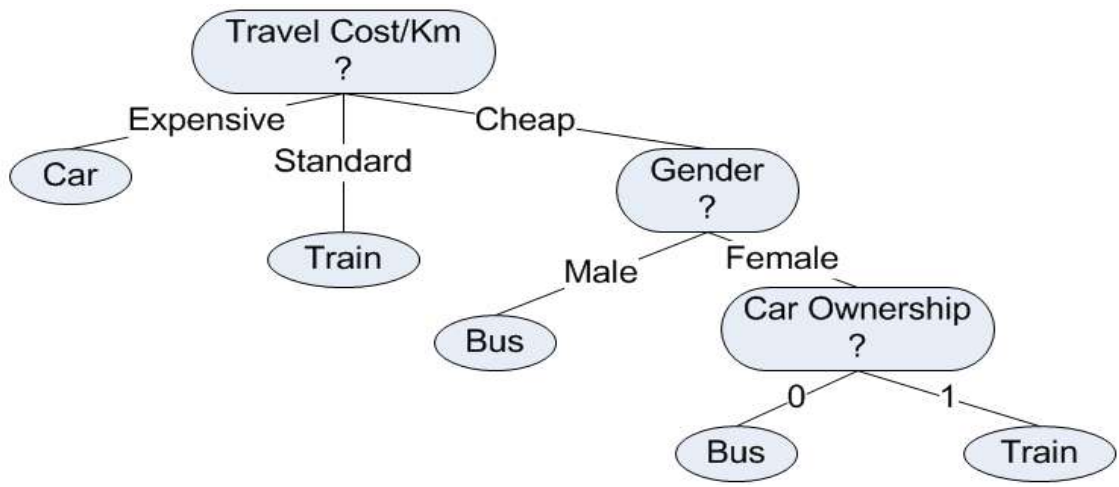 Travel Cost/Km
?
Expensive
Cheap
Standard
Car
Gender
?
Train
Male
Female
Bus
Car Ownership
?
0
1
Bus
Train